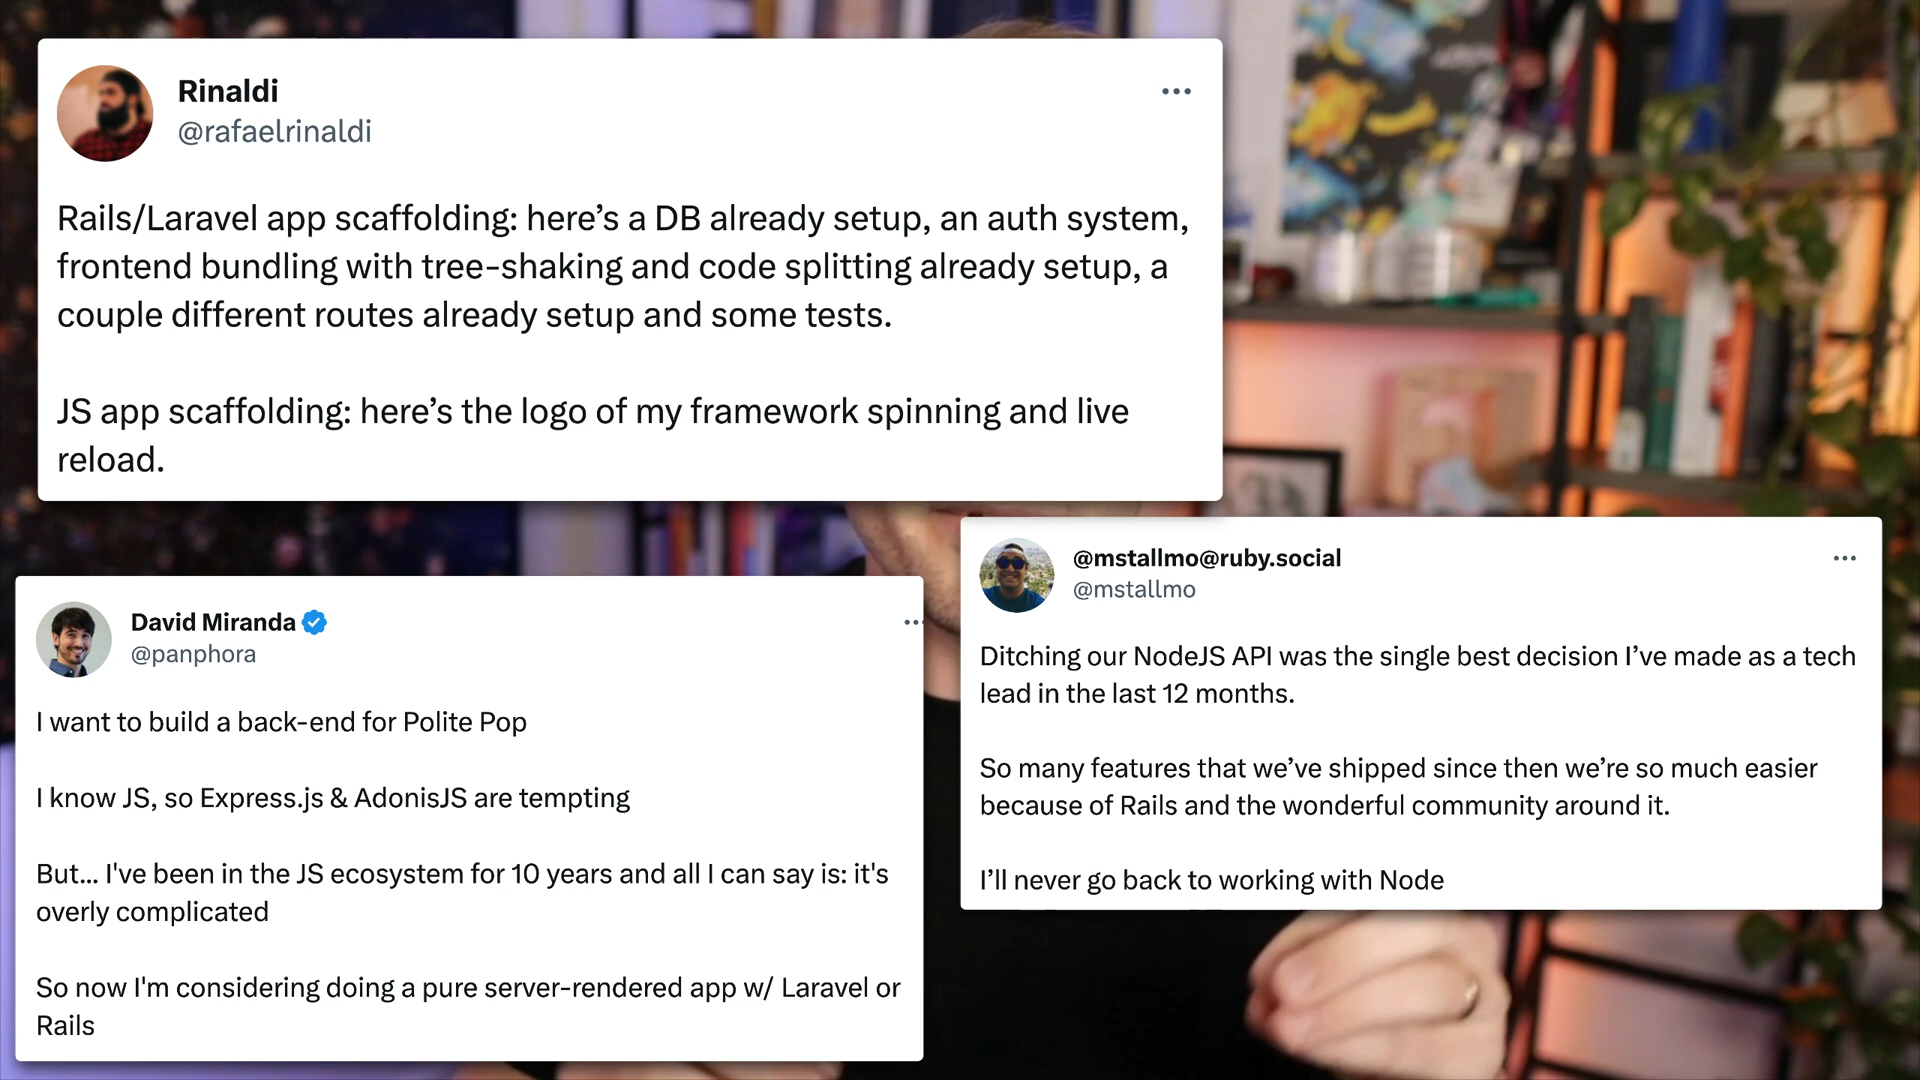 Rinaldi
@rafaelrinaldi
Rails/Laravel app scaffolding: here’s a DB already setup, an auth system,
frontend bundling with tree-shaking and code splitting already setup, a
couple different routes already setup and some tests.
JS app scaffolding: here’s the logo of my framework spinning and live
reload.
David Miranda
@panphora
I want to build a back-end for Polite Pop
I know JS, so Express.js & AdonisJS are tempting
But... I've been in the JS ecosystem for 10 years and all I can say is: it's
overly complicated
So now I'm considering doing a pure server-rendered app w/ Laravel or
Rails
@mstallmo@ruby.social
@mstallmo
Ditching our NodeJS API was the single best decision I’ve made as a tech
lead in the last 12 months.
So many features that we’ve shipped since then we’re so much easier
because of Rails and the wonderful community around it.
I’ll never go back to working with Node